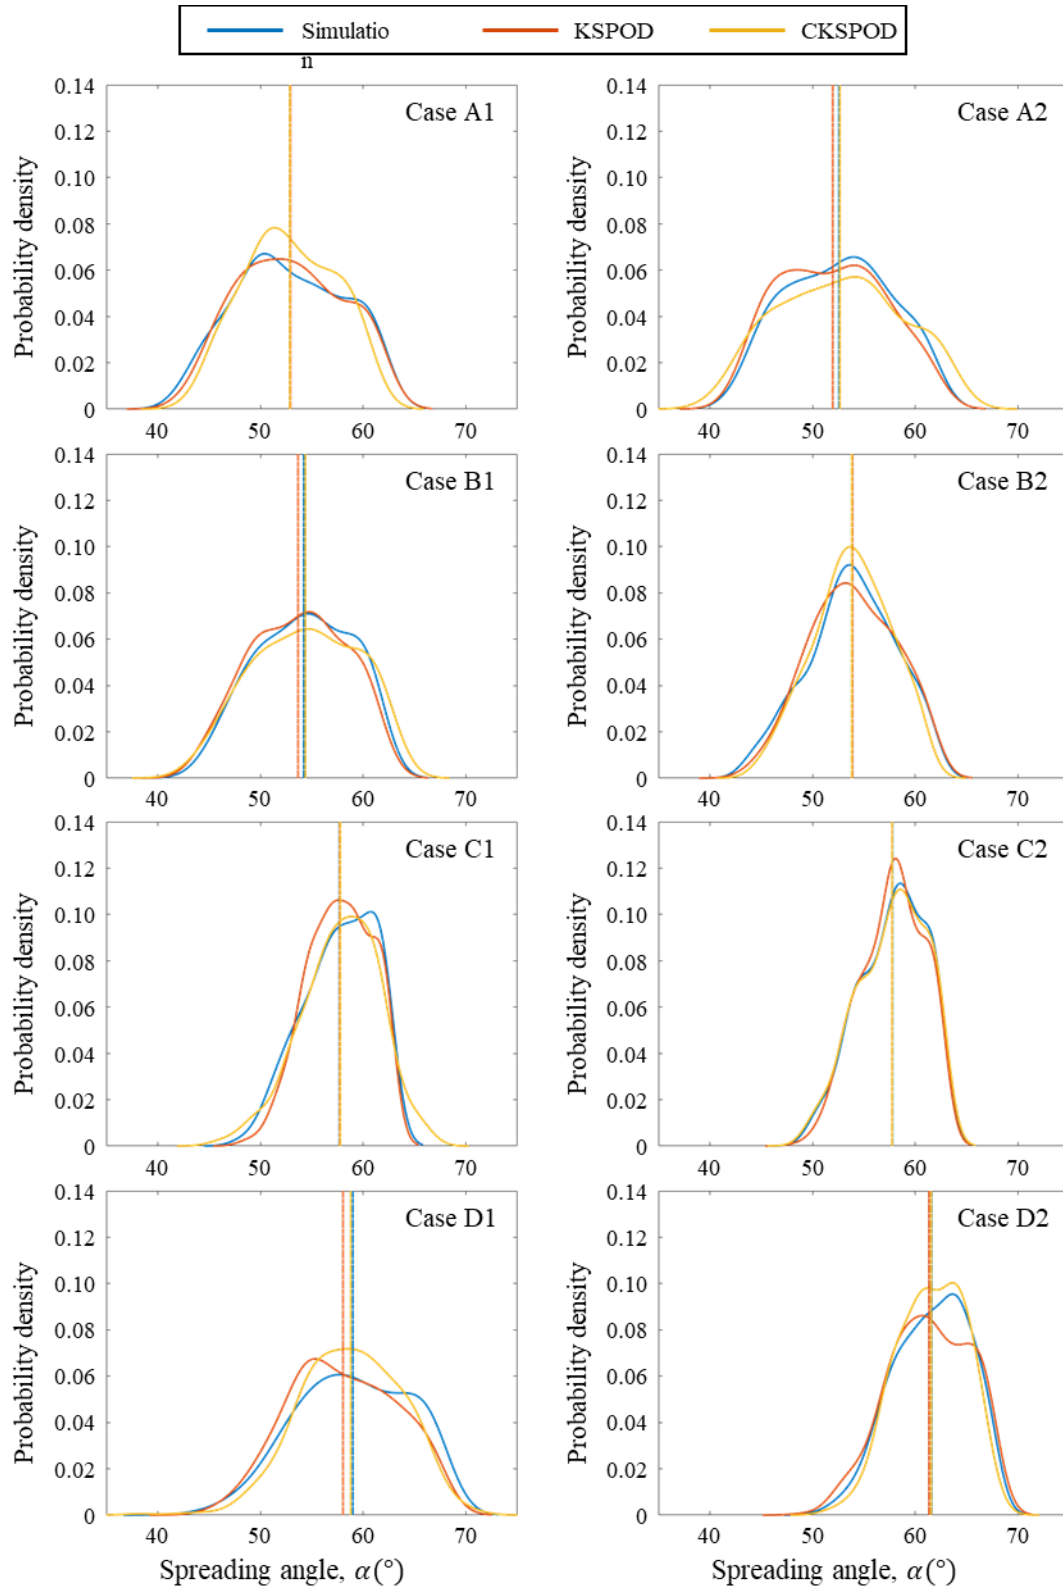 Simulatio
n
KSPOD
CKSPOD
0.14
0.12
0.10
0.08
0.06
0.04
0.02
0
Probability density
Case A1
40 50 60 70
0.14
0.12
0.10
0.08
0.06
0.04
0.02
0
Probability density
Case A2
40 50 60 70
0.14
0.12
0.10
0.08
0.06
0.04
0.02
0
Probability density
Case B1
40 50 60 70
0.14
0.12
0.10
0.08
0.06
0.04
0.02
0
Probability density
Case B2
40 50 60 70
0.14
0.12
0.10
0.08
0.06
0.04
0.02
0
Probability density
Case C1
40 50 60 70
0.14
0.12
0.10
0.08
0.06
0.04
0.02
0
Probability density
Case C2
40 50 60 70
0.14
0.12
0.10
0.08
0.06
0.04
0.02
0
Probability density
Case D1
40 50 60 70
Spreading angle, α(°)
0.14
0.12
0.10
0.08
0.06
0.04
0.02
0
Probability density
Case D2
40 50 60 70
Spreading angle, α(°)